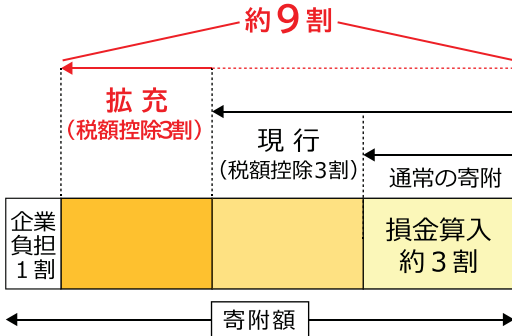 約9割
拡充
（税額控除3割）
現行
（税額控除3割）
通常の寄附
企業
負担
1割
損金算入
約3割
寄附額